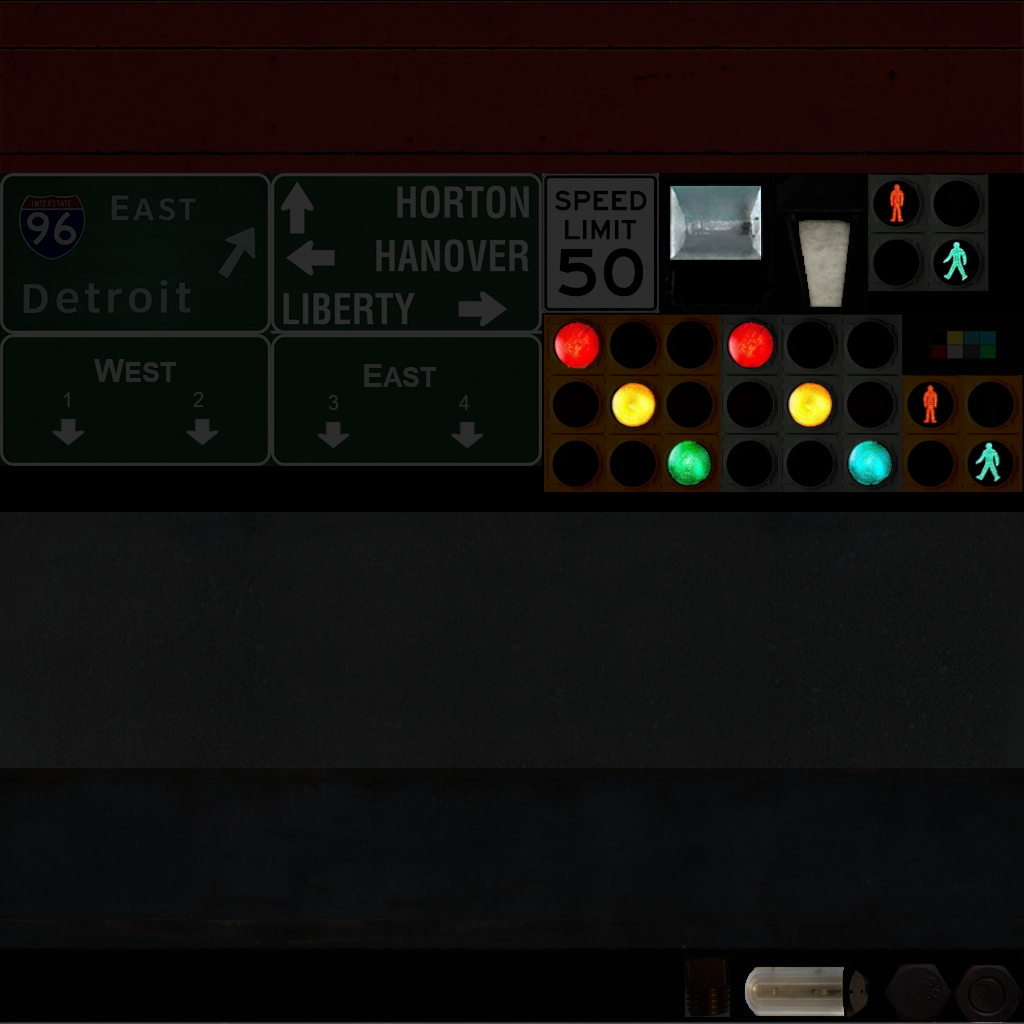 EAST
INTERSTATE
96
Detroit
HORTON
HANOVER
LIBERTY
SPEED
LIMIT
50
WEST
1 2
EAST
3 4